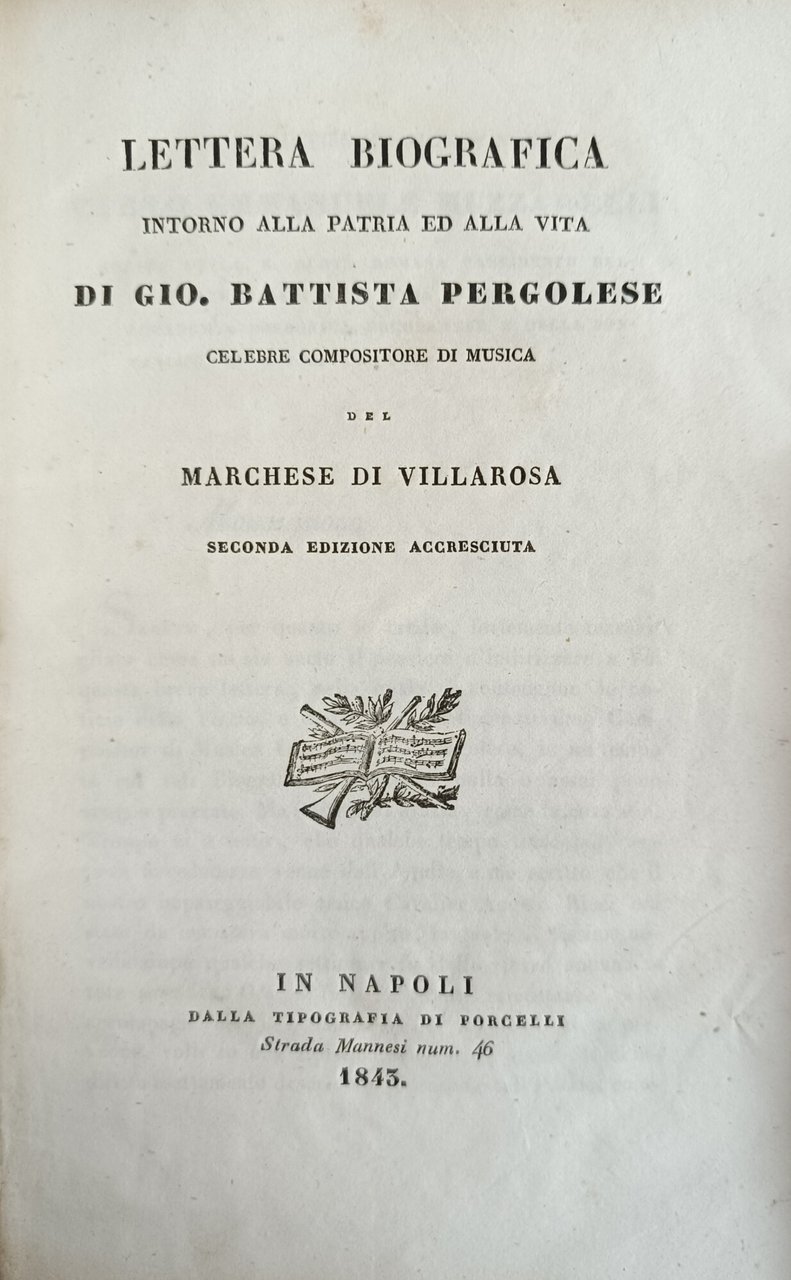 LETTERA BIOGRAFICA
INTORNO ALLA PATRIA ED ALLA VITA
DI GIO. BATTISTA PERGOLESE
CELEBRE COMPOSITORE DI MUSICA
DEL
MARCHESE DI VILLAROSA
SECONDA EDIZIONE ACCRESCIUTA
IN NAPOLI
DALLA TIPOGRAFIA DI PORCELLI
Strada Mannesi num. 46
1843.